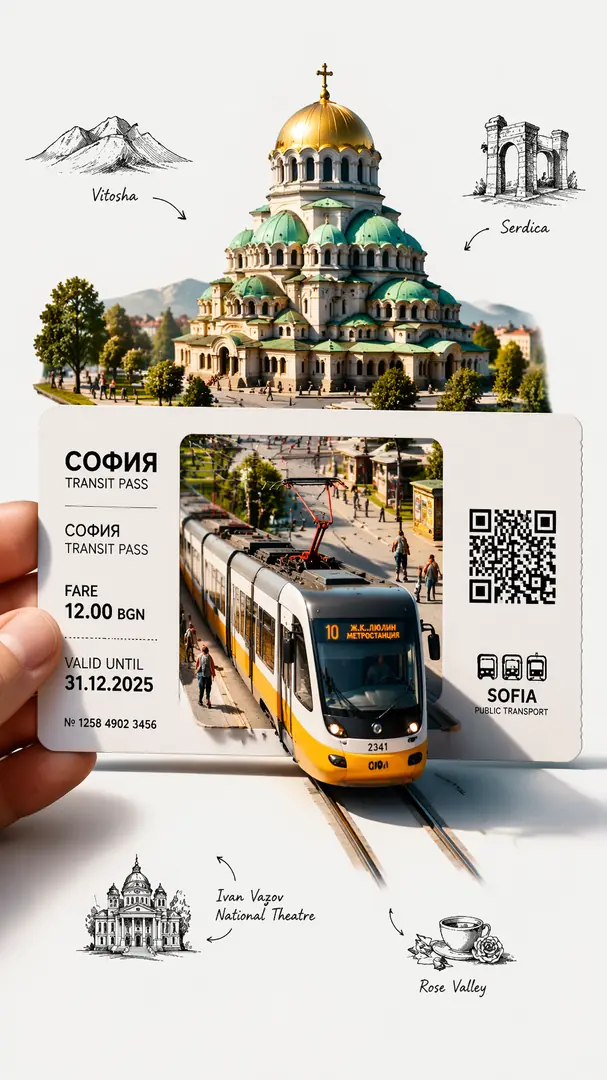 Vitosha
Serdica
СОФИЯ
TRANSIT PASS
СОФИЯ
TRANSIT PASS
FARE
12.00 BGN
VALID UNTIL
31.12.2025
№ 1258 4902 3456
10 Ж.К..ЛЮЛИН
МЕТРОСТАНЦИЯ
2341
SOFIA
PUBLIC TRANSPORT
Ivan Vazov
National Theatre
Rose Valley